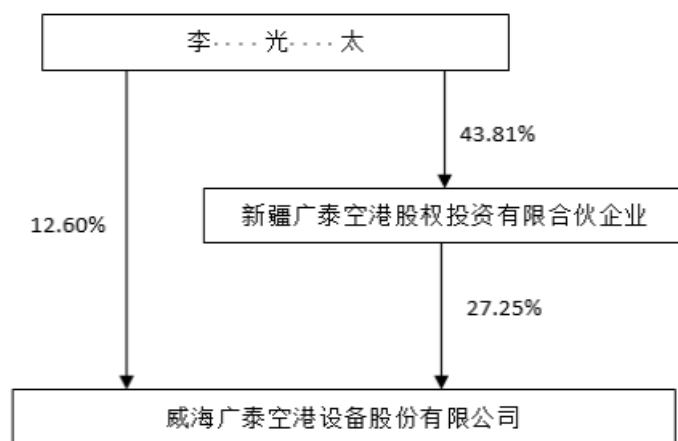 李····光····太
43.81%
新疆广泰空港股权投资有限合伙企业
12.60%
27.25%
威海广泰空港设备股份有限公司